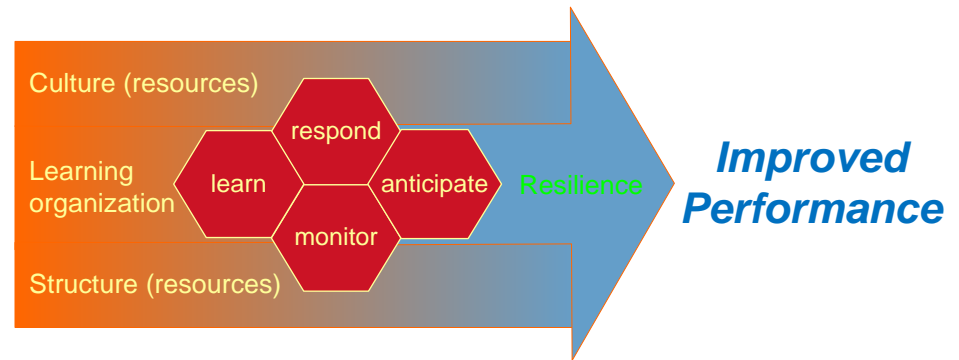 Culture (resources)
respond
Learning
organization
learn
anticipate
Resilience
monitor
Structure (resources)
Improved
Performance